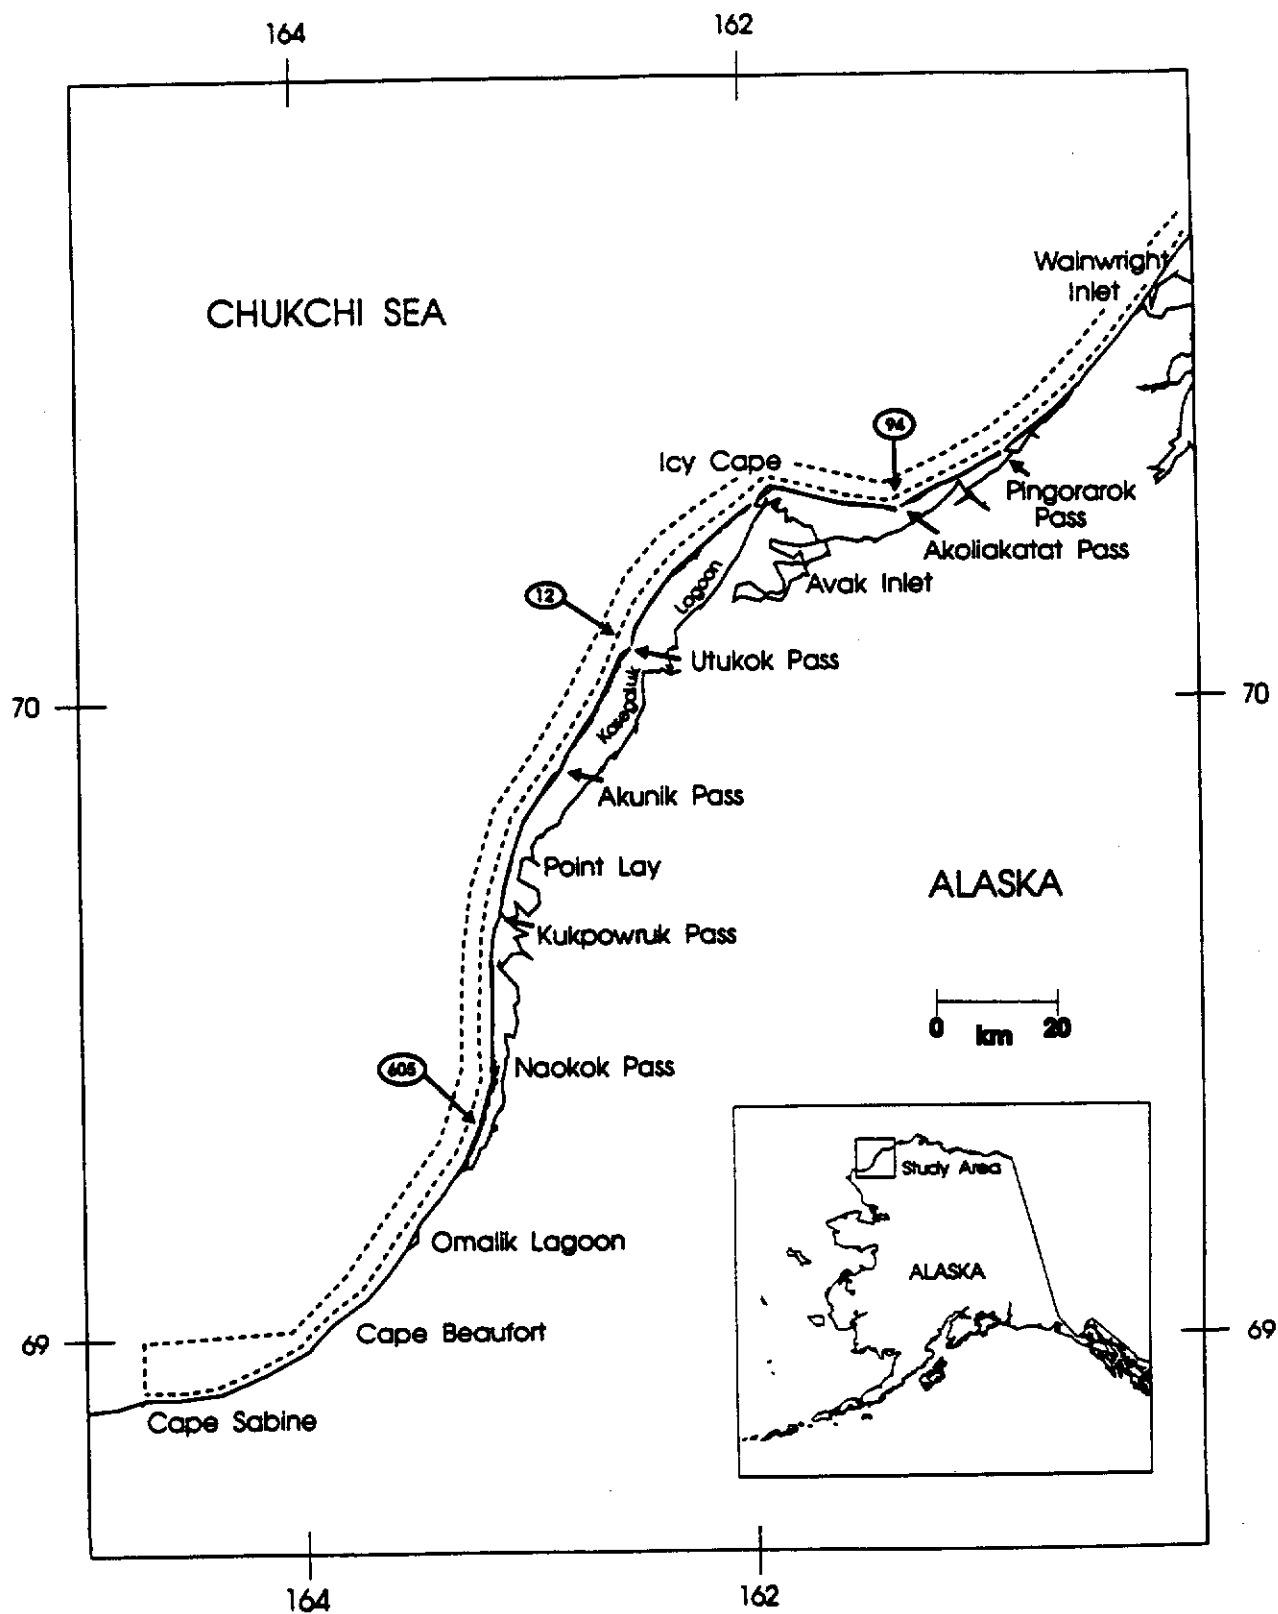 164
162
Wainwright
Inlet
CHUKCHI SEA
94
Icy Cape
Pingorarok
Pass
Akoliakatat Pass
Avak Inlet
Lagoon
12
Utukok Pass
Kasegaluk
70
70
Akunik Pass
Point Lay
ALASKA
Kukpowruk Pass
0 km 20
605
Naokok Pass
Study Area
Omalik Lagoon
ALASKA
Cape Beaufort
69
69
Cape Sabine
164
162